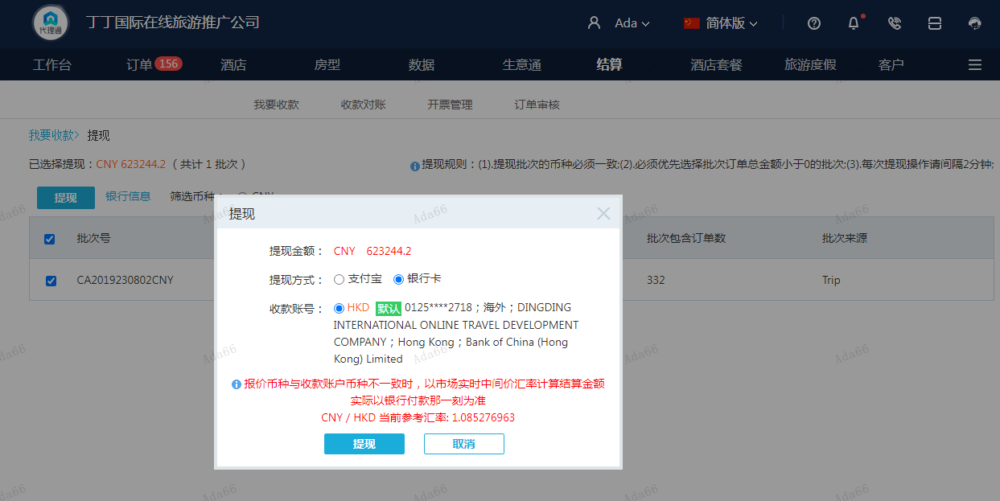 代理通
丁丁国际在线旅游推广公司
Ada
简体版
工作台
订单 156
酒店
房型
数据
生意通
结算
酒店套餐
旅游度假
客户
我要收款
收款对账
开票管理
订单审核
我要收款> 提现
已选择提现：CNY 623244.2 （ 共计 1 批次 ）
提现规则：(1).提现批次的币种必须一致;(2).必须优先选择批次订单总金额小于0的批次;(3).每次提现操作请间隔2分钟;
提现
银行信息
筛选币种：
CNY
批次号
批次包含订单数
批次来源
CA2019230802CNY
332
Trip
提现
提现金额： CNY 623244.2
提现方式： 支付宝 银行卡
收款账号： HKD 默认 0125****2718；海外；DINGDING
INTERNATIONAL ONLINE TRAVEL DEVELOPMENT
COMPANY；Hong Kong；Bank of China (Hong
Kong) Limited
报价币种与收款账户币种不一致时，以市场实时中间价汇率计算结算金额
实际以银行付款那一刻为准
CNY / HKD 当前参考汇率: 1.085276963
提现
取消
Ada66